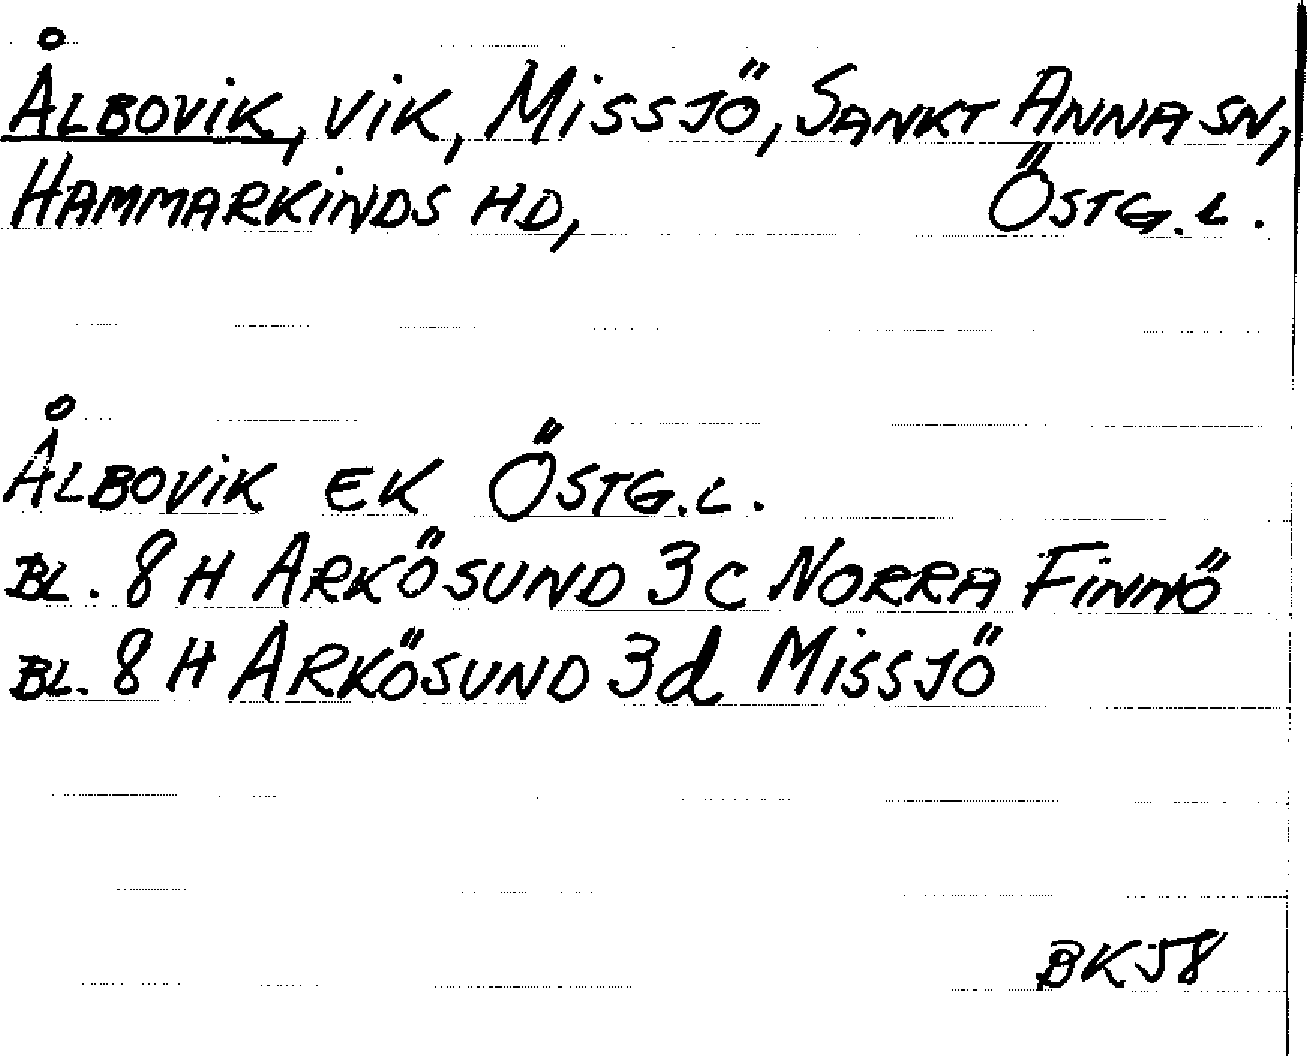 Ålbovik, vik, Missjö, Sankt Anna sn,
Hammarkinds hd, Östg.l.
Ålbovik EK Östg.l.
Bl. 8 H Arkösund 3c Norra Finnö
Bl. 8 H Arkösund 3d Missjö
BK58